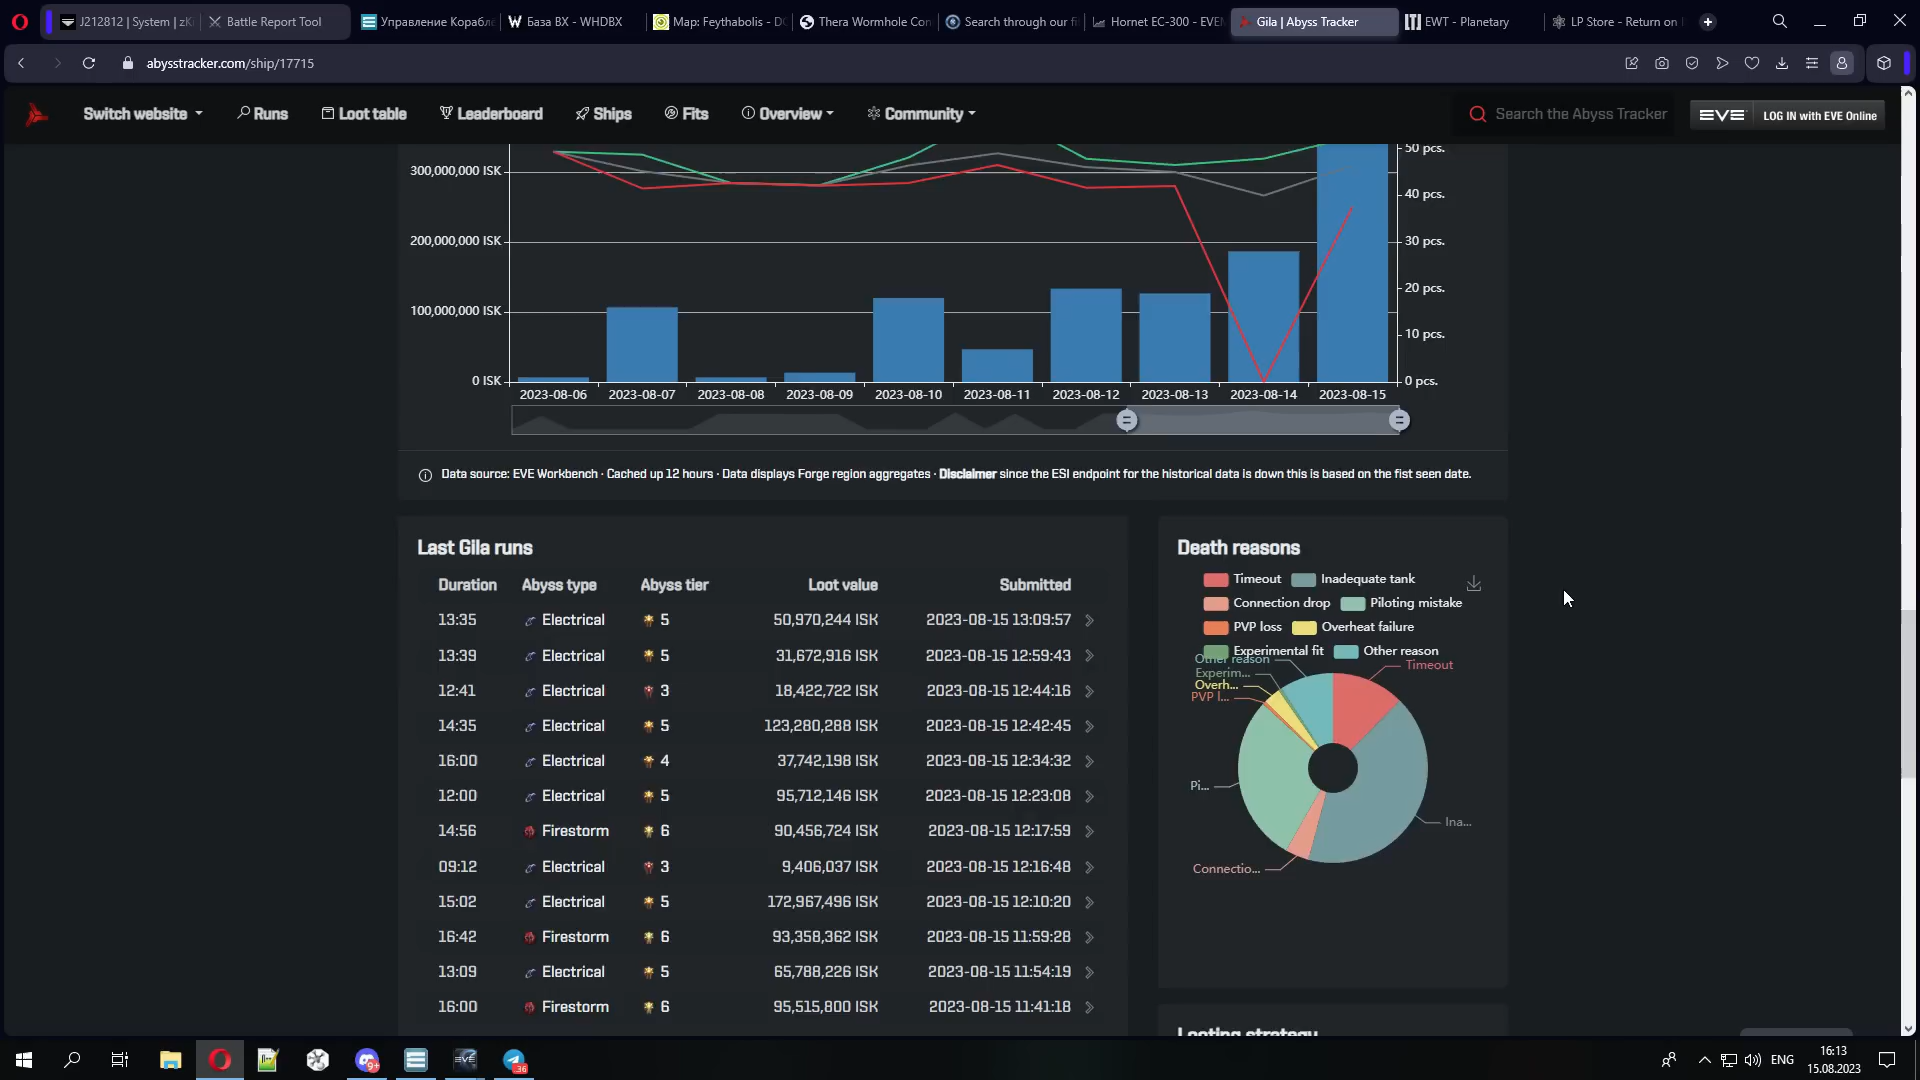 J212812 | System | zK
Battle Report Tool
Управление Корабле
База ВХ - WHDBX
Map: Feythabolis - DO
Thera Wormhole Con
Search through our fi
Hornet EC-300 - EVEM
Gila | Abyss Tracker
EWT - Planetary
LP Store - Return on
abysstracker.com/ship/17715
Switch website
Runs
Loot table
Leaderboard
Ships
Fits
Overview
Community
Search the Abyss Tracker
EVE LOG IN with EVE Online
300,000,000 ISK
200,000,000 ISK
100,000,000 ISK
0 ISK
50 pcs.
40 pcs.
30 pcs.
20 pcs.
10 pcs.
0 pcs.
2023-08-06 2023-08-07 2023-08-08 2023-08-09 2023-08-10 2023-08-11 2023-08-12 2023-08-13 2023-08-14 2023-08-15
Data source: EVE Workbench · Cached up 12 hours · Data displays Forge region aggregates · Disclaimer since the ESI endpoint for the historical data is down this is based on the fist seen date.
Last Gila runs
Duration Abyss type Abyss tier Loot value Submitted
13:35 Electrical 5 50,970,244 ISK 2023-08-15 13:09:57
13:39 Electrical 5 31,672,916 ISK 2023-08-15 12:59:43
12:41 Electrical 3 18,422,722 ISK 2023-08-15 12:44:16
14:35 Electrical 5 123,280,288 ISK 2023-08-15 12:42:45
16:00 Electrical 4 37,742,198 ISK 2023-08-15 12:34:32
12:00 Electrical 5 95,712,146 ISK 2023-08-15 12:23:08
14:56 Firestorm 6 90,456,724 ISK 2023-08-15 12:17:59
09:12 Electrical 3 9,406,037 ISK 2023-08-15 12:16:48
15:02 Electrical 5 172,967,496 ISK 2023-08-15 12:10:20
16:42 Firestorm 6 93,358,362 ISK 2023-08-15 11:59:28
13:09 Electrical 5 65,788,226 ISK 2023-08-15 11:54:19
16:00 Firestorm 6 95,515,800 ISK 2023-08-15 11:41:18
Death reasons
Timeout Inadequate tank
Connection drop Piloting mistake
PVP loss Overheat failure
Experimental fit Other reason
Other reason
Timeout
Experim...
Overh...
PVP l...
Pi...
Ina...
Connectio...
Looting strategy
9+
EVE
36
ENG
16:13
15.08.2023